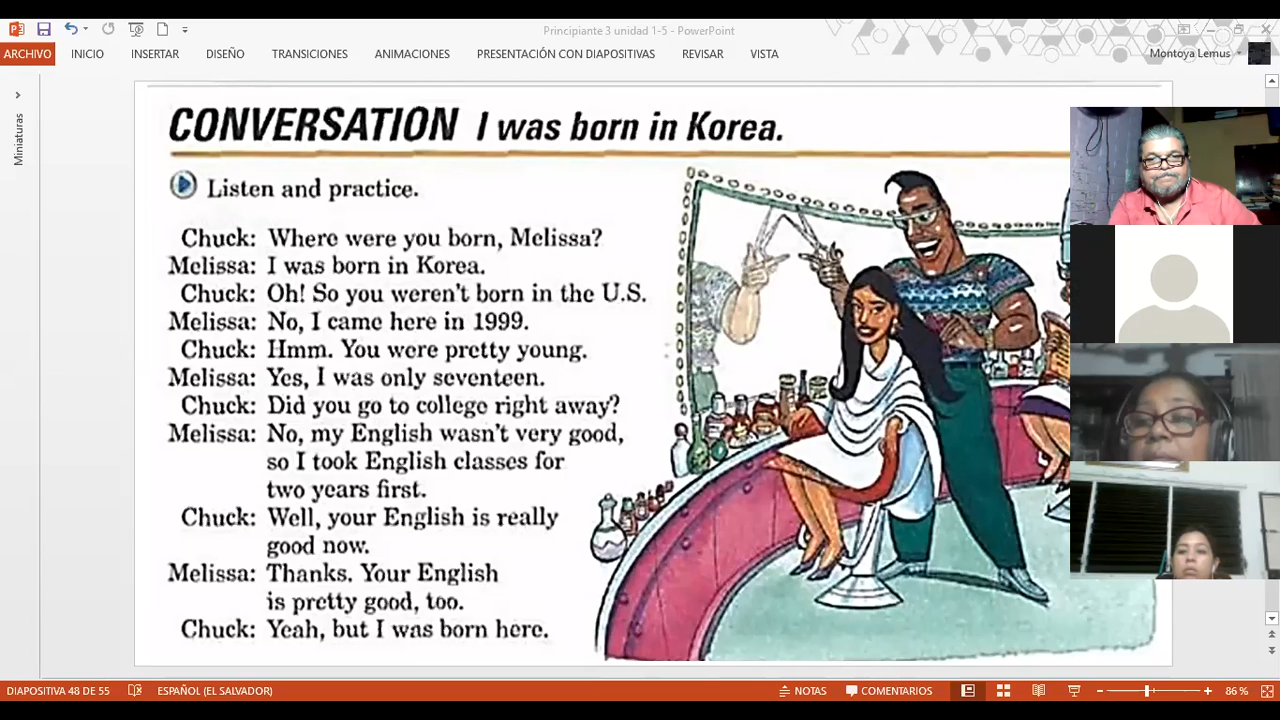 Principiante 3 unidad 1-5 - PowerPoint
ARCHIVO INICIO INSERTAR DISEÑO TRANSICIONES ANIMACIONES PRESENTACIÓN CON DIAPOSITIVAS REVISAR VISTA Montoya Lemus
Miniaturas
CONVERSATION I was born in Korea.
Listen and practice.
Chuck: Where were you born, Melissa?
Melissa: I was born in Korea.
Chuck: Oh! So you weren't born in the U.S.
Melissa: No, I came here in 1999.
Chuck: Hmm. You were pretty young.
Melissa: Yes, I was only seventeen.
Chuck: Did you go to college right away?
Melissa: No, my English wasn't very good,
so I took English classes for
two years first.
Chuck: Well, your English is really
good now.
Melissa: Thanks. Your English
is pretty good, too.
Chuck: Yeah, but I was born here.
DIAPOSITIVA 48 DE 55 ESPAÑOL (EL SALVADOR) NOTAS COMENTARIOS 86 %